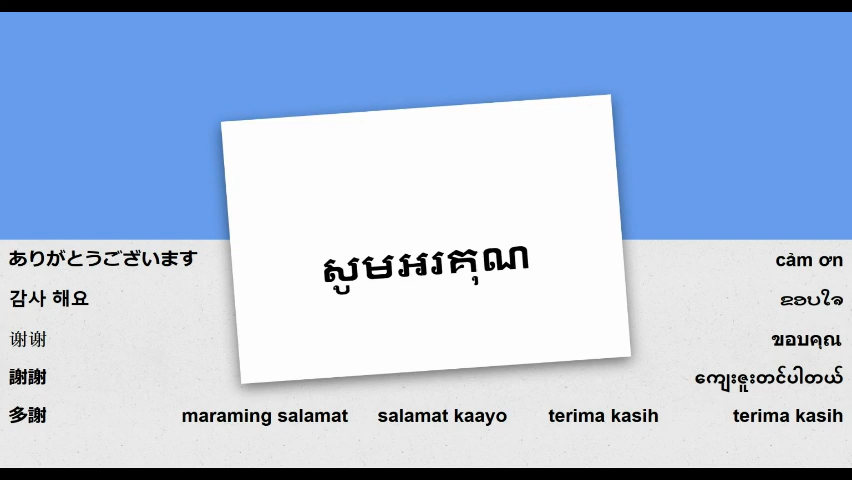 សូមអរគុណ
ありがとうございます
cảm ơn
감사 해요
ຂອບໃຈ
谢谢
ขอบคุณ
謝謝
ကျေးဇူးတင်ပါတယ်
多謝
maraming salamat
salamat kaayo
terima kasih
terima kasih